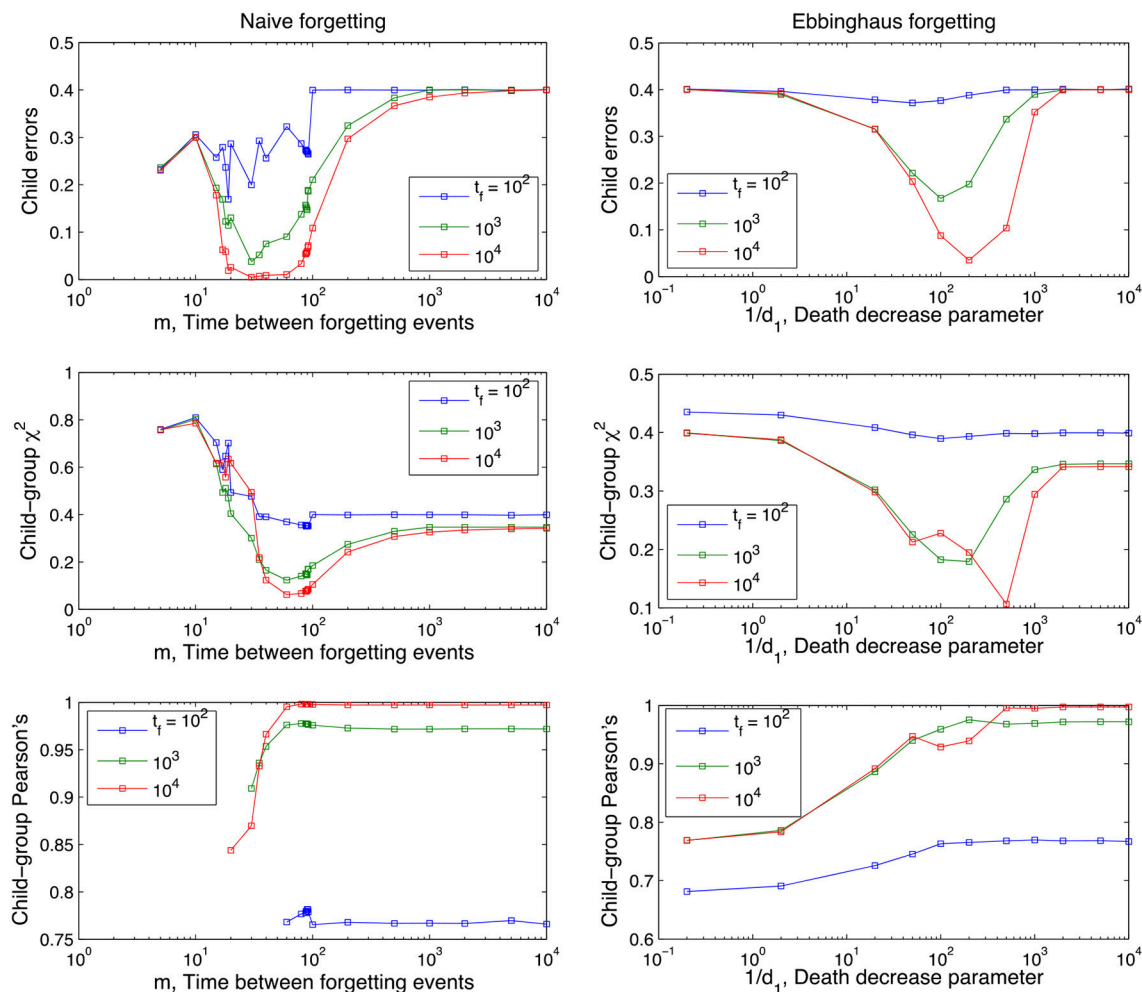 Naive forgetting
0.5
0.4
0.3
0.2
0.1
0
Child errors
t_f = 10^2
10^3
10^4
10^0 10^1 10^2 10^3 10^4
m, Time between forgetting events
Ebbinghaus forgetting
0.5
0.4
0.3
0.2
0.1
0
Child errors
t_f = 10^2
10^3
10^4
10^−1 10^0 10^1 10^2 10^3 10^4
1/d_1, Death decrease parameter
1
0.8
0.6
0.4
0.2
0
Child−group χ^2
t_f = 10^2
10^3
10^4
10^0 10^1 10^2 10^3 10^4
m, Time between forgetting events
0.5
0.4
0.3
0.2
0.1
Child−group χ^2
t_f = 10^2
10^3
10^4
10^−1 10^0 10^1 10^2 10^3 10^4
1/d_1, Death decrease parameter
1
0.95
0.9
0.85
0.8
0.75
Child−group Pearson's
t_f = 10^2
10^3
10^4
10^0 10^1 10^2 10^3 10^4
m, Time between forgetting events
1
0.9
0.8
0.7
0.6
Child−group Pearson's
t_f = 10^2
10^3
10^4
10^−1 10^0 10^1 10^2 10^3 10^4
1/d_1, Death decrease parameter